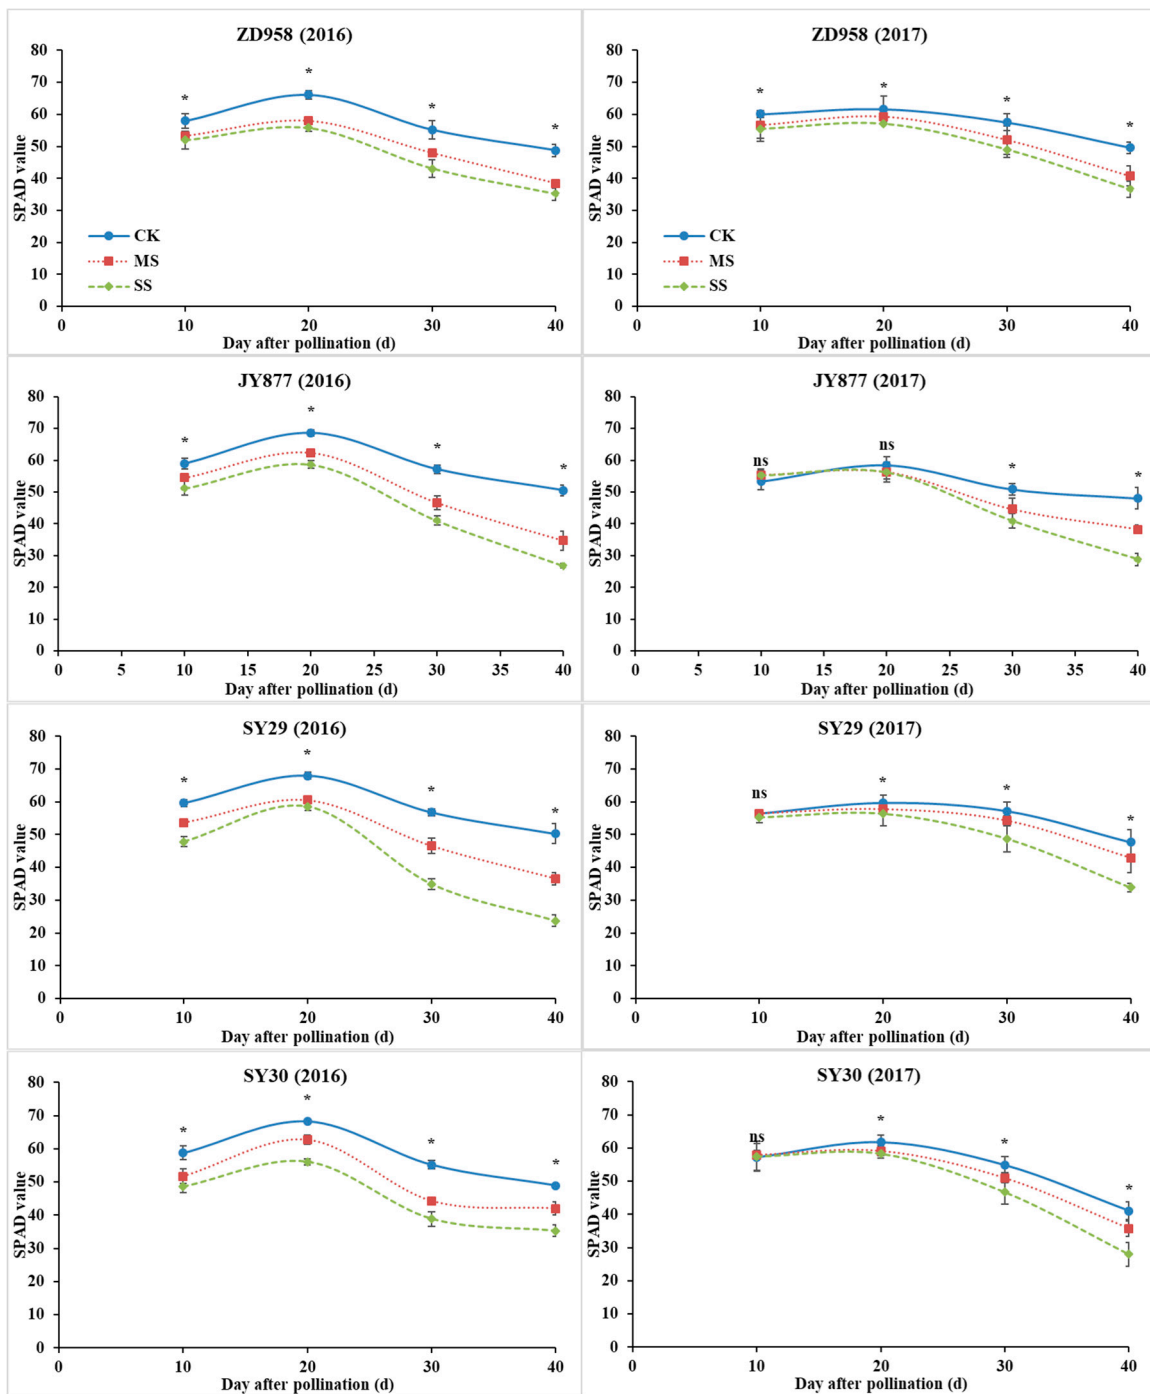 ZD958 (2016)
*
*
*
*
80
70
60
50
40
30
20
10
0
SPAD value
CK
MS
SS
0 10 20 30 40
Day after pollination (d)
ZD958 (2017)
*
*
*
*
80
70
60
50
40
30
20
10
0
SPAD value
CK
MS
SS
0 10 20 30 40
Day after pollination (d)
JY877 (2016)
*
*
*
*
80
70
60
50
40
30
20
10
0
SPAD value
0 5 10 15 20 25 30 35 40
Day after pollination (d)
JY877 (2017)
ns
ns
*
*
80
70
60
50
40
30
20
10
0
SPAD value
0 5 10 15 20 25 30 35 40
Day after pollination (d)
SY29 (2016)
*
*
*
*
80
70
60
50
40
30
20
10
0
SPAD value
0 10 20 30 40
Day after pollination (d)
SY29 (2017)
ns
*
*
*
80
70
60
50
40
30
20
10
0
SPAD value
0 10 20 30 40
Day after pollination (d)
SY30 (2016)
*
*
*
*
80
70
60
50
40
30
20
10
0
SPAD value
0 10 20 30 40
Day after pollination (d)
SY30 (2017)
ns
*
*
*
80
70
60
50
40
30
20
10
0
SPAD value
0 10 20 30 40
Day after pollination (d)